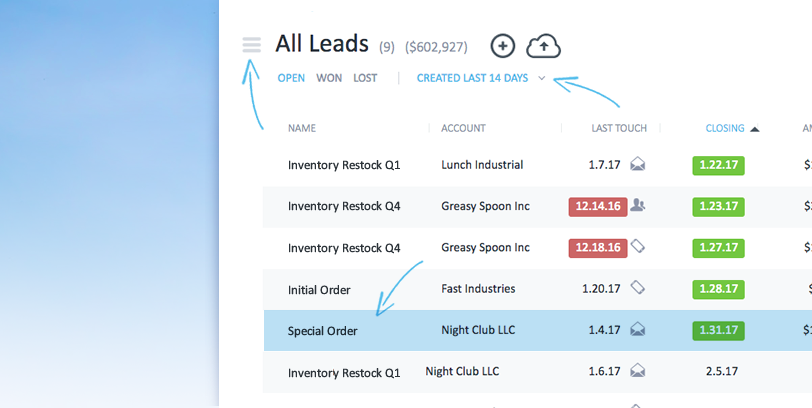 All Leads (9) ($602,927)
OPEN WON LOST CREATED LAST 14 DAYS
NAME ACCOUNT LAST TOUCH CLOSING AM
Inventory Restock Q1 Lunch Industrial 1.7.17 1.22.17 $
Inventory Restock Q4 Greasy Spoon Inc 12.14.16 1.23.17 $
Inventory Restock Q4 Greasy Spoon Inc 12.18.16 1.27.17 $
Initial Order Fast Industries 1.20.17 1.28.17 $
Special Order Night Club LLC 1.4.17 1.31.17 $1
Inventory Restock Q1 Night Club LLC 1.6.17 2.5.17